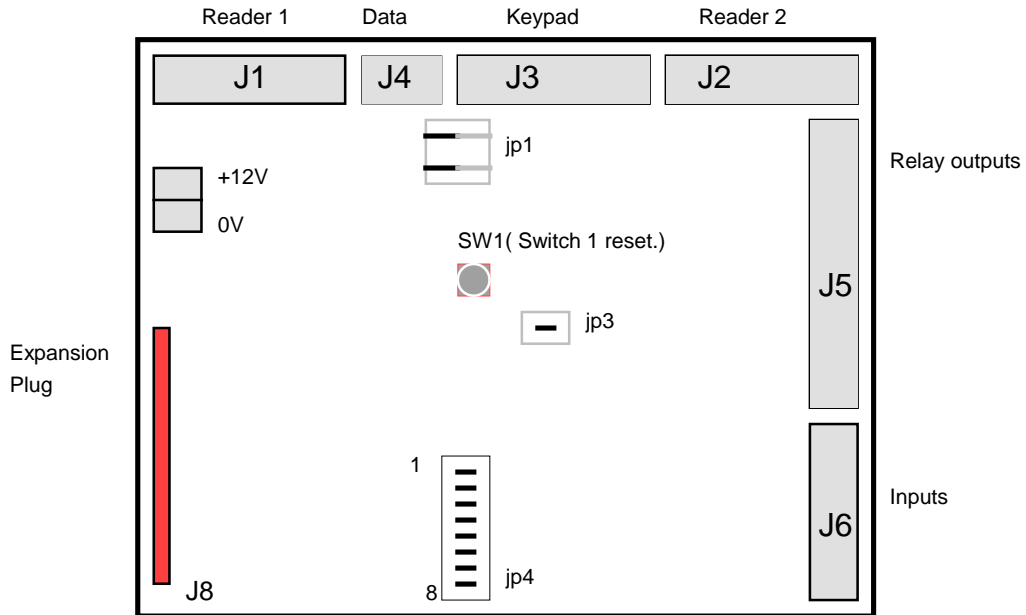 Reader 1
Data
Keypad
Reader 2
J1
J4
J3
J2
jp1
+12V
0V
Relay outputs
SW1( Switch 1 reset.)
J5
jp3
Expansion
Plug
1
Inputs
J6
jp4
8
J8